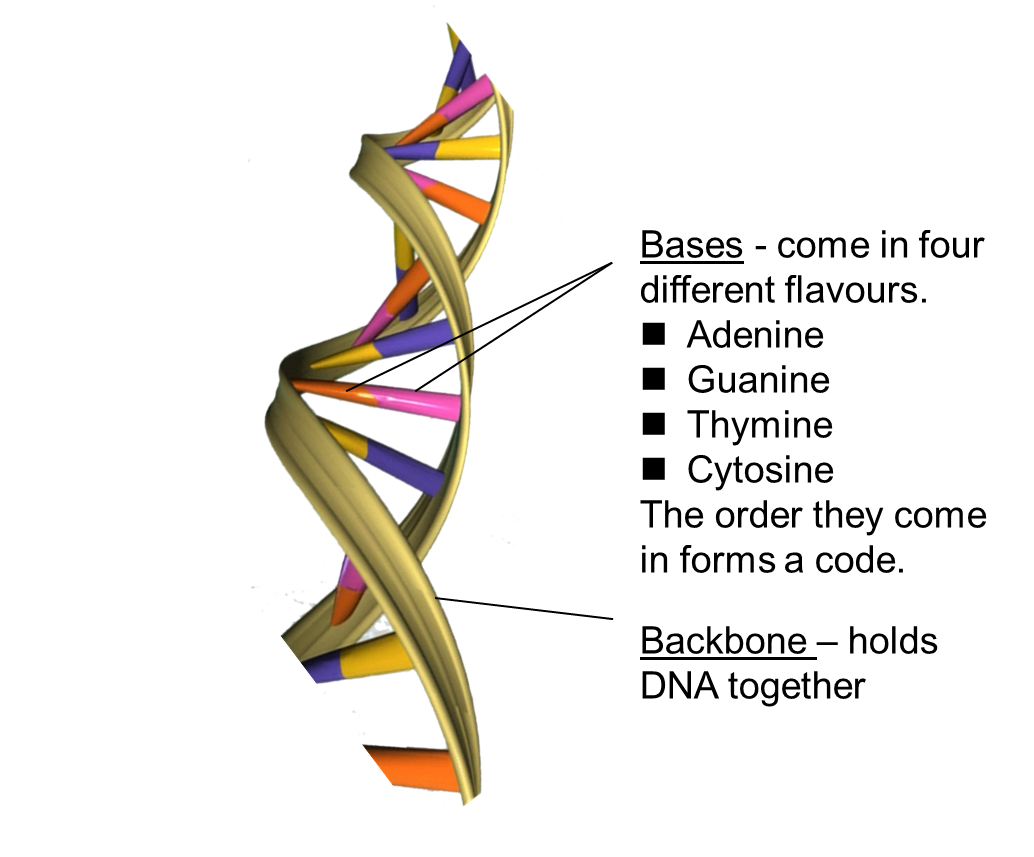 Bases - come in four
different flavours.
■ Adenine
■ Guanine
■ Thymine
■ Cytosine
The order they come
in forms a code.
Backbone – holds
DNA together